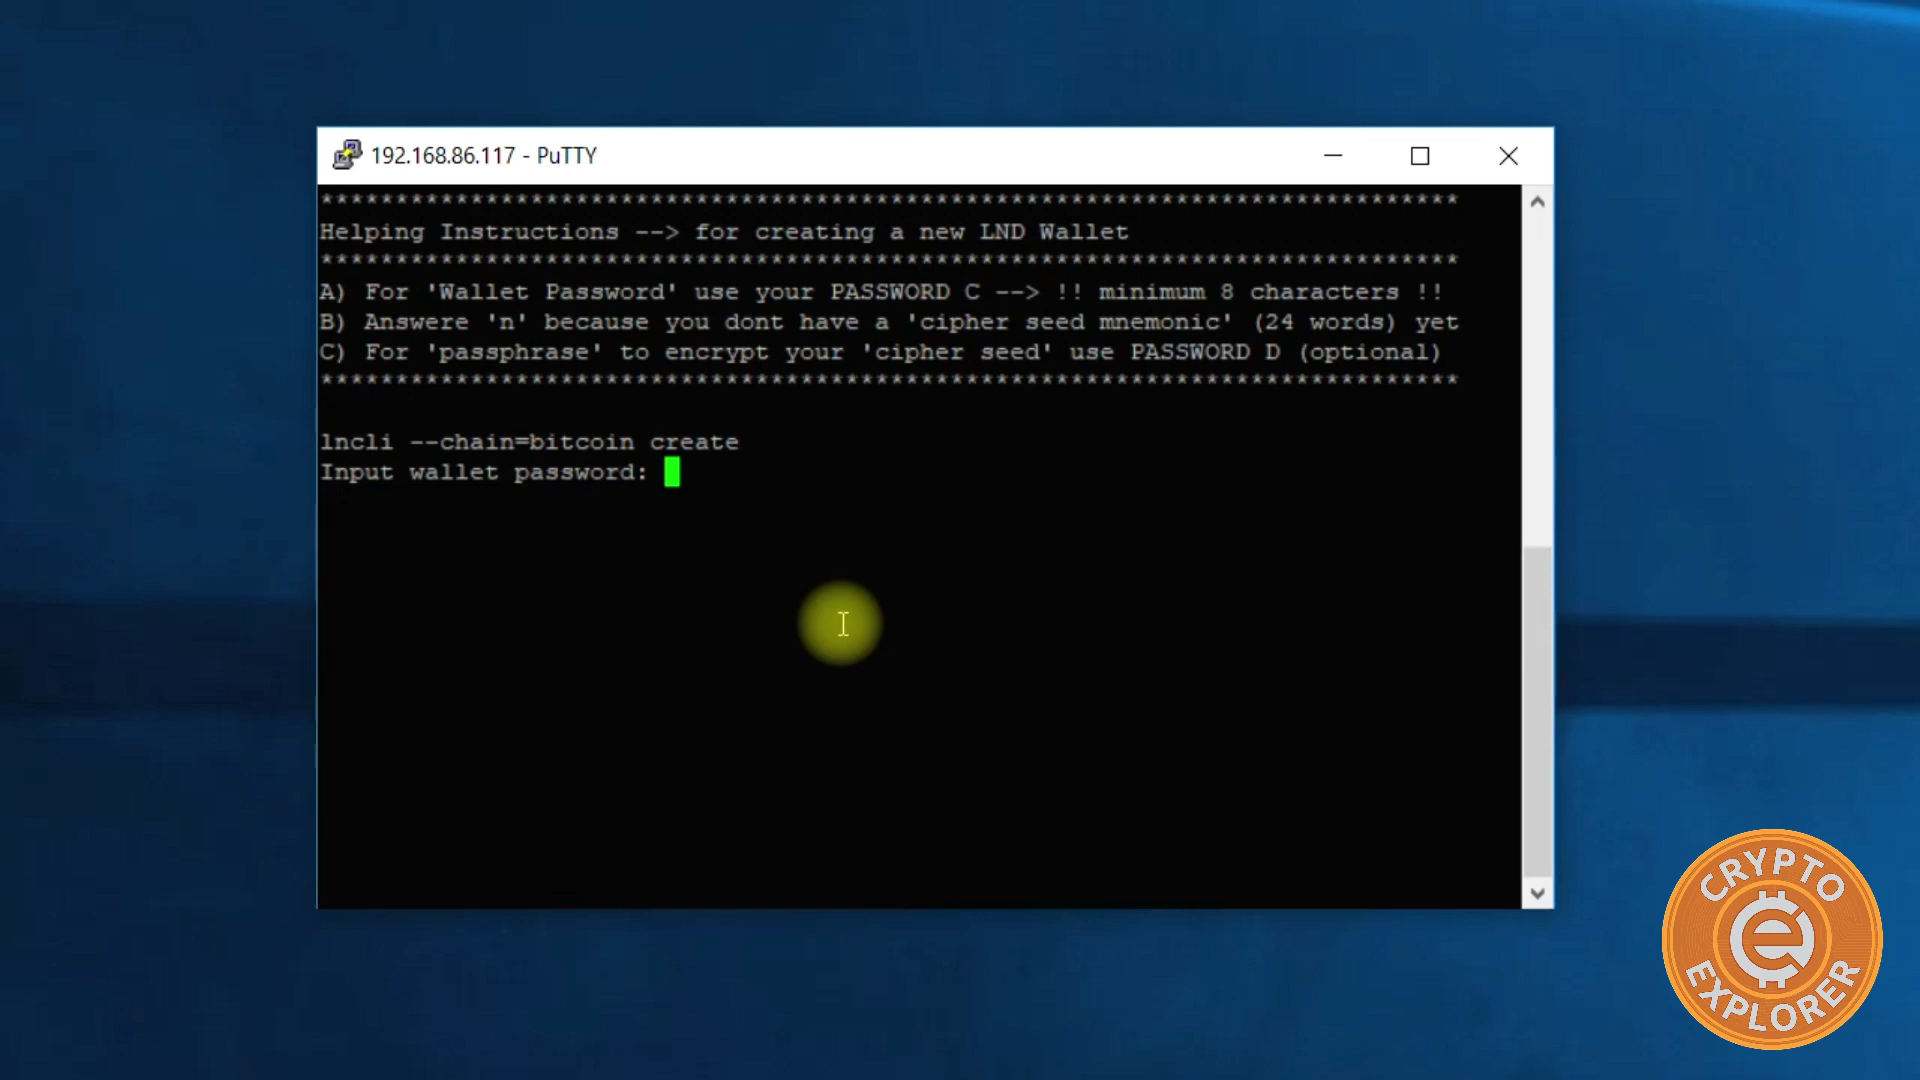 192.168.86.117 - PuTTY
****************************************************************************
Helping Instructions --> for creating a new LND Wallet
****************************************************************************
A) For 'Wallet Password' use your PASSWORD C --> !! minimum 8 characters !!
B) Answere 'n' because you dont have a 'cipher seed mnemonic' (24 words) yet
C) For 'passphrase' to encrypt your 'cipher seed' use PASSWORD D (optional)
****************************************************************************
lncli --chain=bitcoin create
Input wallet password:
CRYPTO
EXPLORER